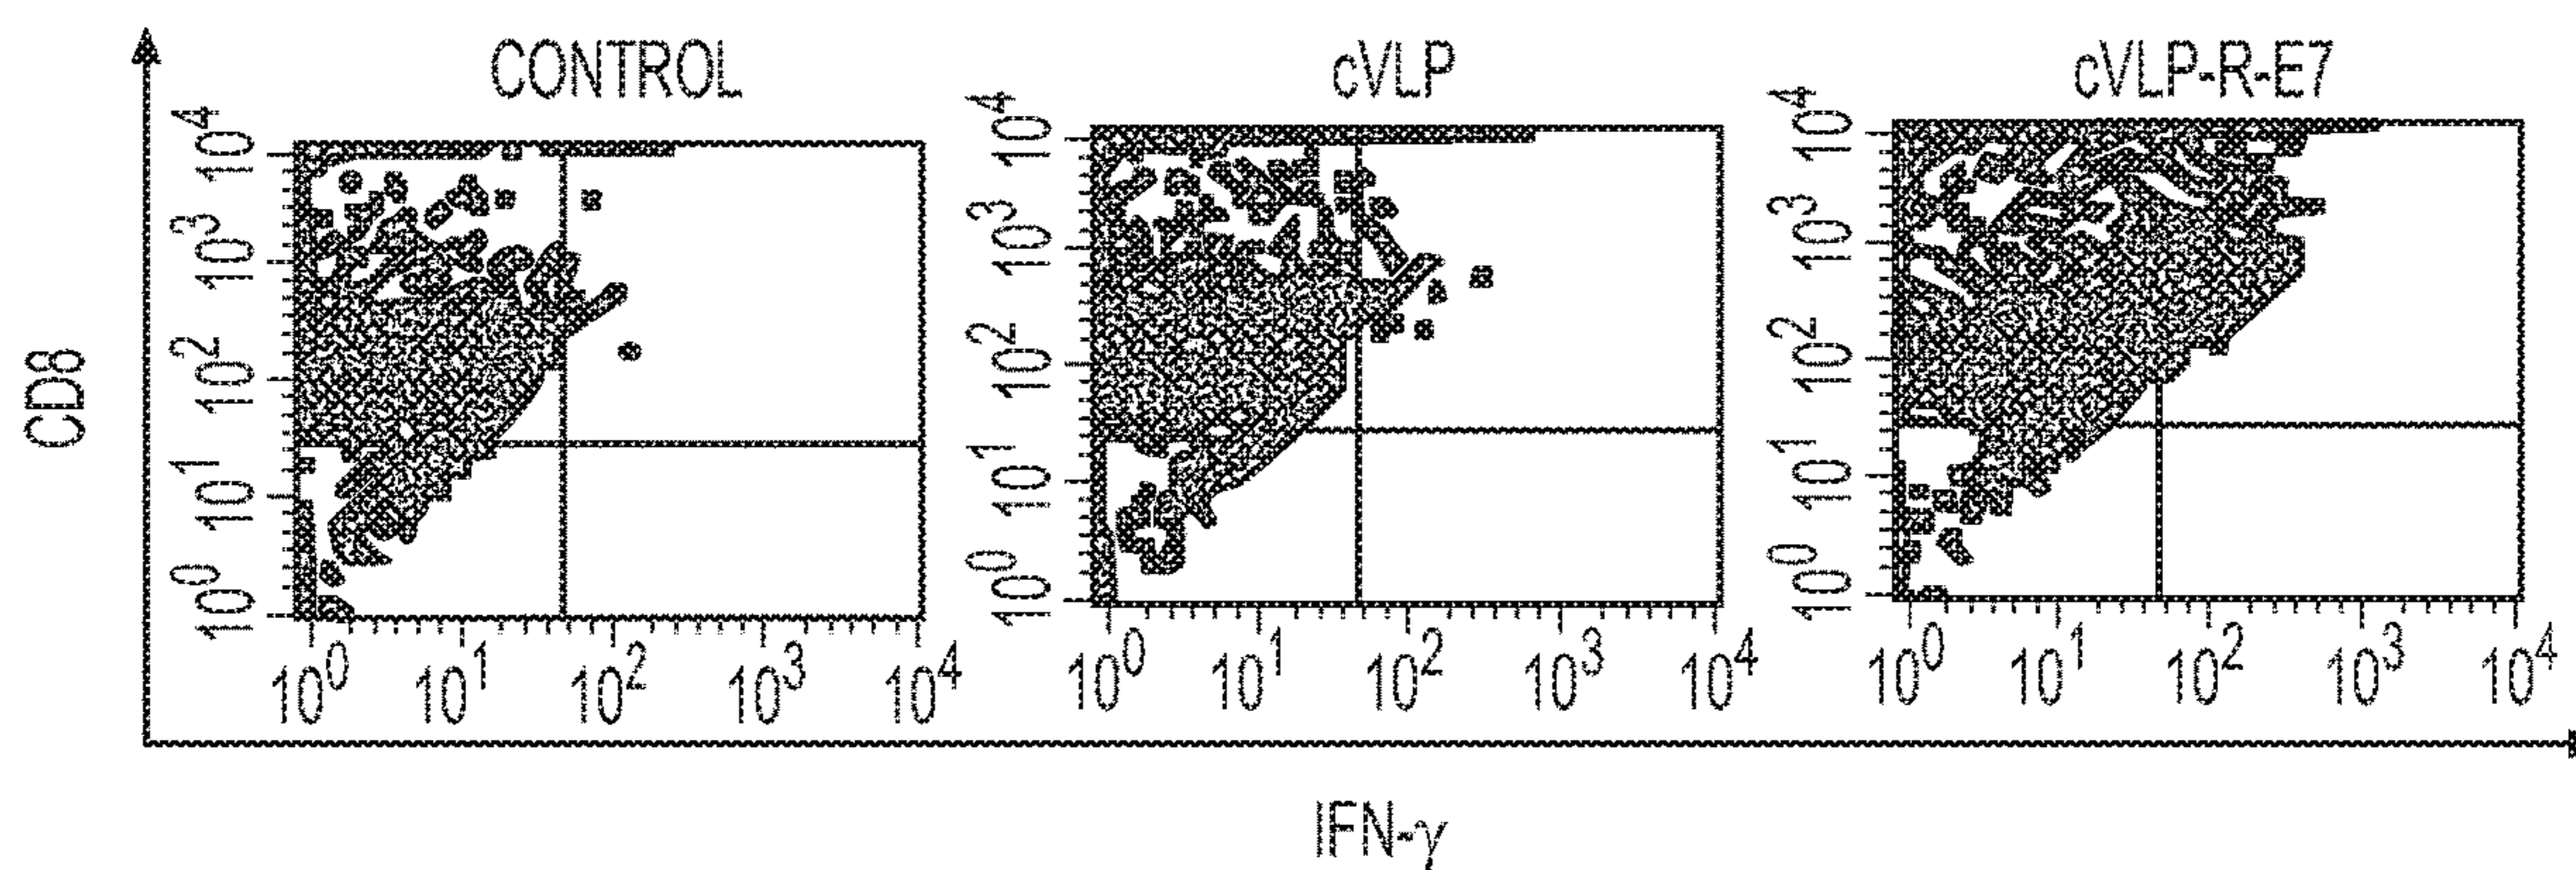 CONTROL cVLP cVLP-R-E7
CD8
10⁴ 10³ 10² 10¹ 10⁰
10⁴ 10³ 10² 10¹ 10⁰
10⁴ 10³ 10² 10¹ 10⁰
10⁰ 10¹ 10² 10³ 10⁴ 10⁰ 10¹ 10² 10³ 10⁴ 10⁰ 10¹ 10² 10³ 10⁴
IFN-γ